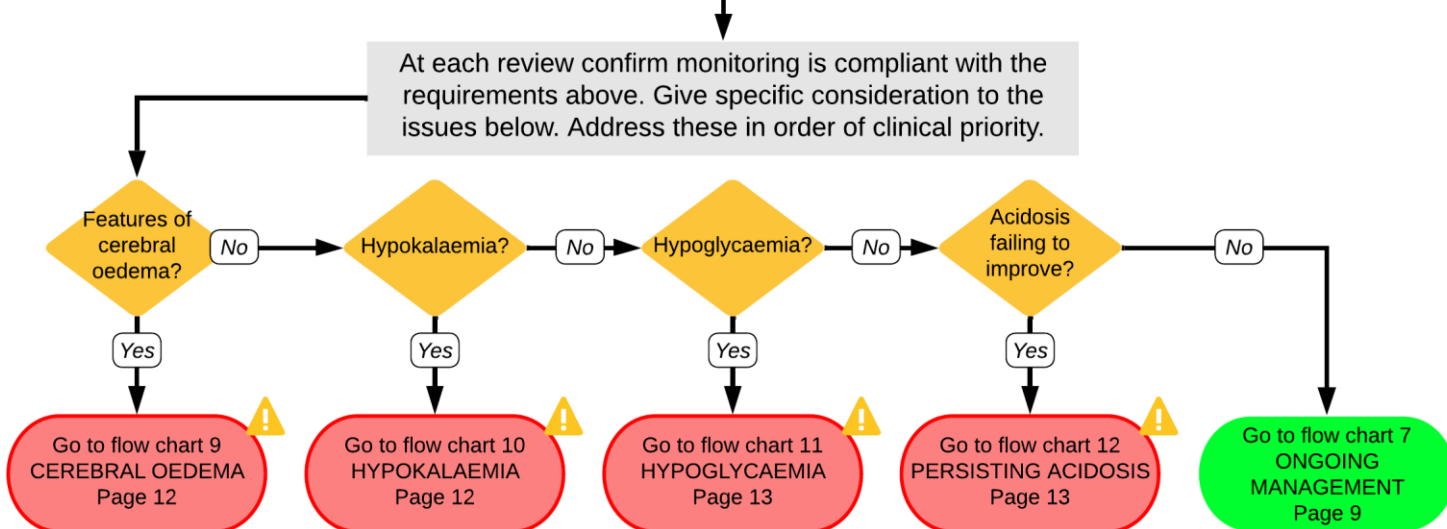 At each review confirm monitoring is compliant with the
requirements above. Give specific consideration to the
issues below. Address these in order of clinical priority.
Features of
cerebral
oedema?
No
Hypokalaemia?
No
Hypoglycaemia?
No
Acidosis
failing to
improve?
No
Yes
Yes
Yes
Yes
Go to flow chart 9
CEREBRAL OEDEMA
Page 12
Go to flow chart 10
HYPOKALAEMIA
Page 12
Go to flow chart 11
HYPOGLYCAEMIA
Page 13
Go to flow chart 12
PERSISTING ACIDOSIS
Page 13
Go to flow chart 7
ONGOING
MANAGEMENT
Page 9